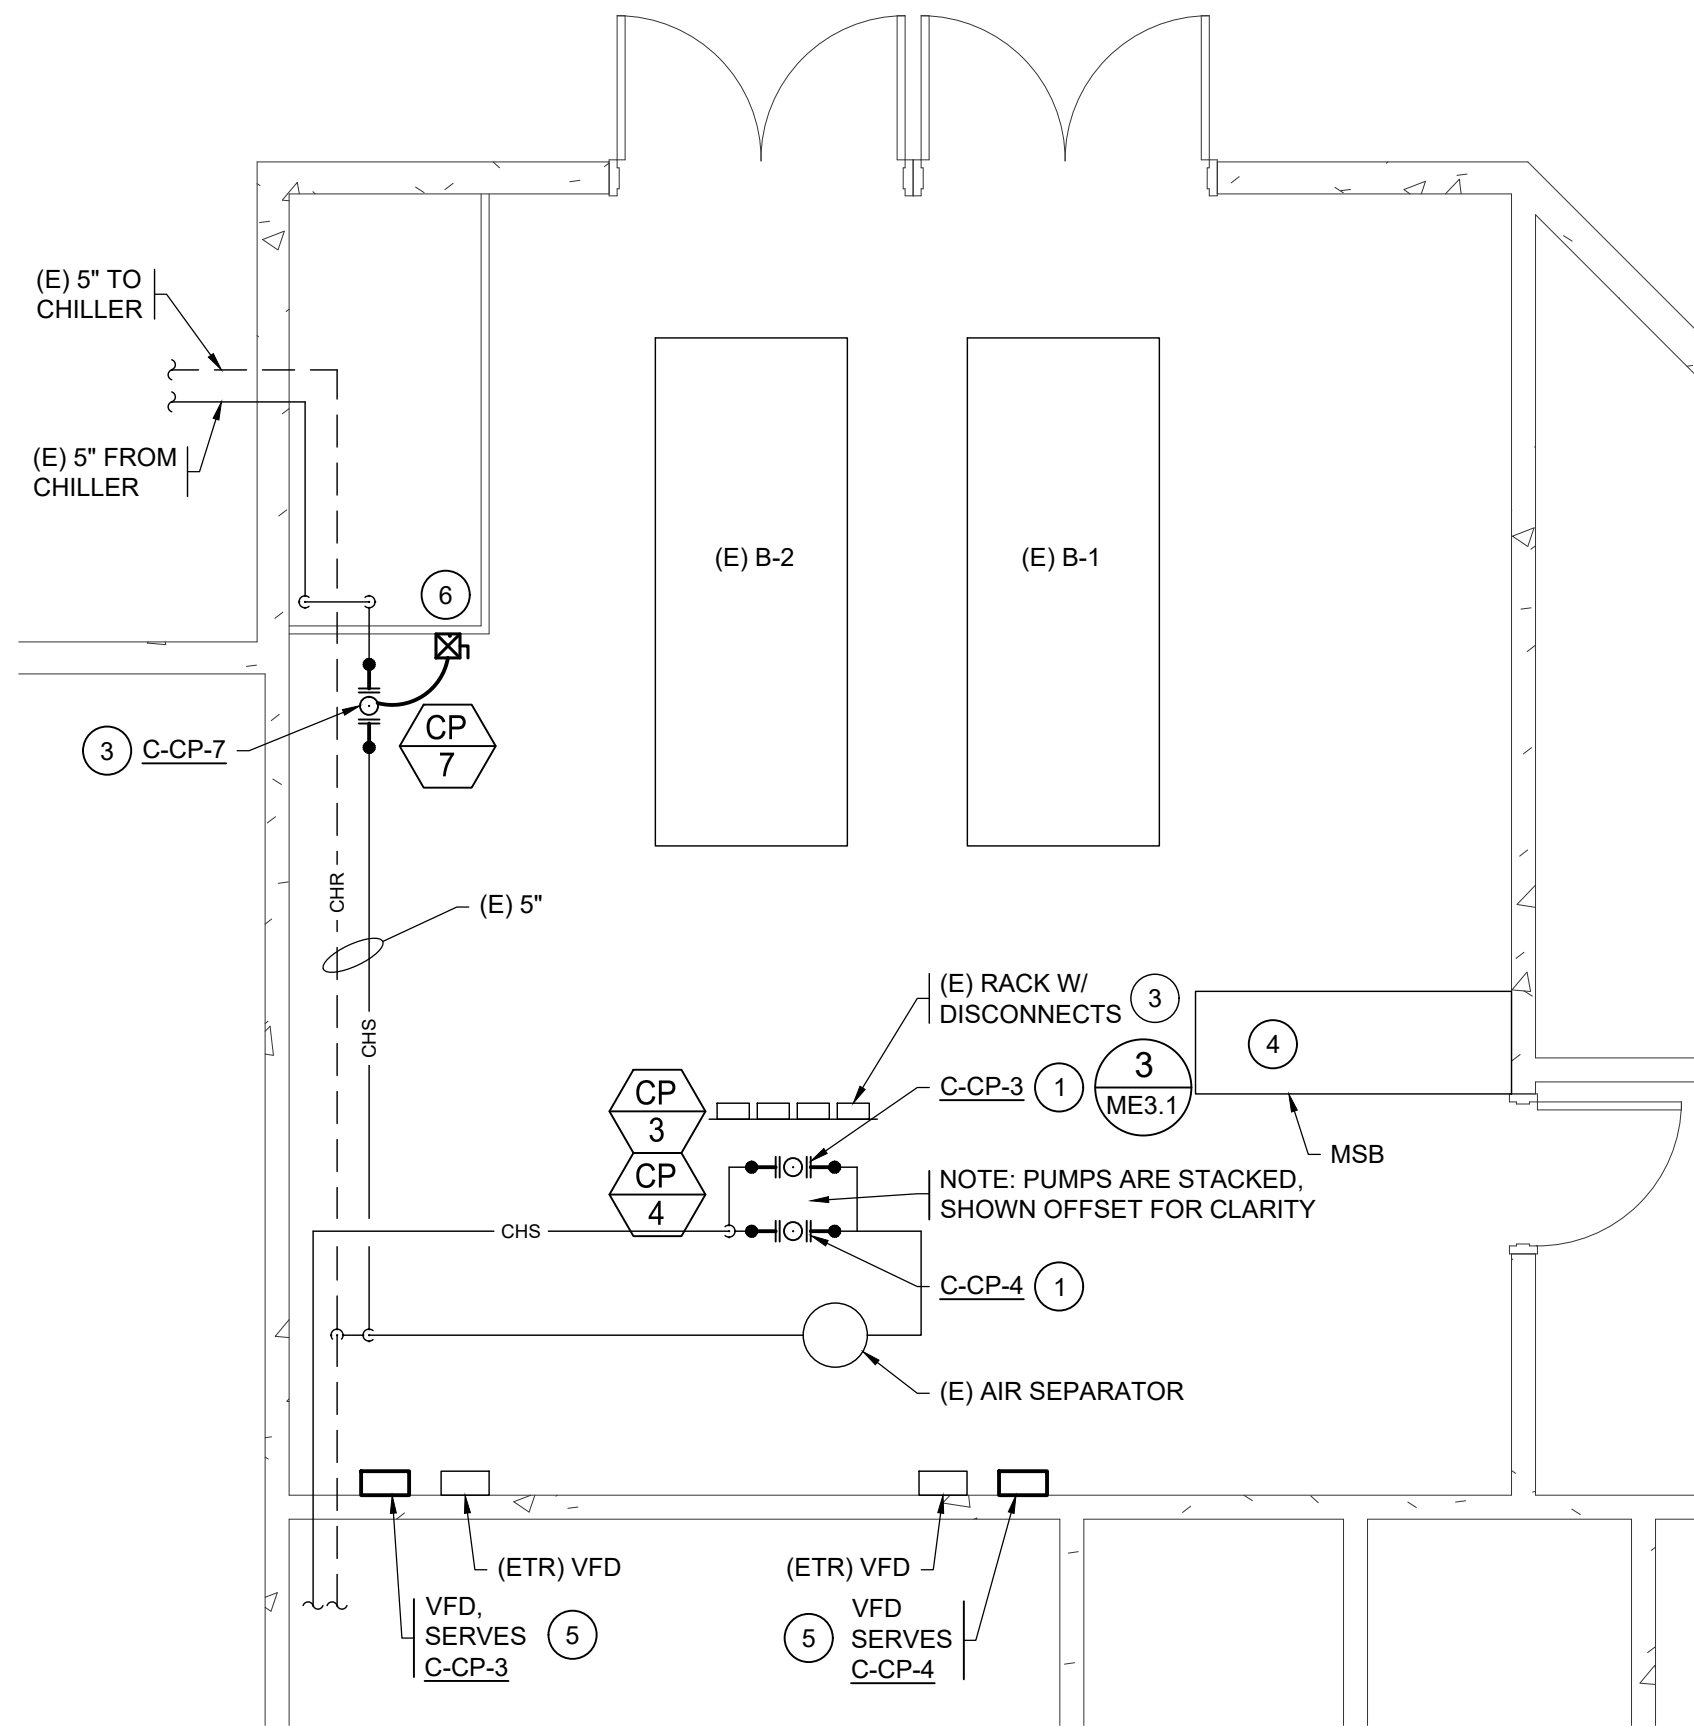 (E) 5" TO
CHILLER
(E) 5" FROM
CHILLER
(E) B-2
(E) B-1
6
3 C-CP-7
CP
7
CHR
(E) 5"
CHS
(E) RACK W/
DISCONNECTS 3
4
C-CP-3 1
3
ME3.1
CP
3
MSB
CP
4
NOTE: PUMPS ARE STACKED,
SHOWN OFFSET FOR CLARITY
CHS
C-CP-4 1
(E) AIR SEPARATOR
(ETR) VFD
(ETR) VFD
VFD,
SERVES
C-CP-3
5
5
VFD
SERVES
C-CP-4